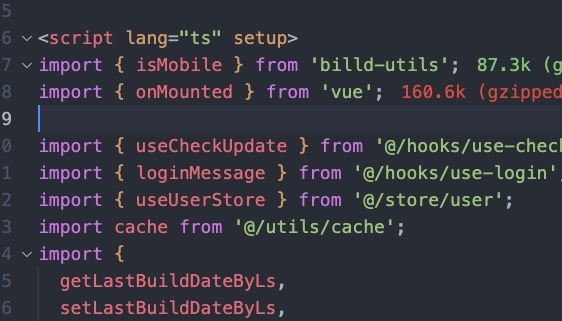 5
6 <script lang="ts" setup>
7 import { isMobile } from 'billd-utils'; 87.3k (g
8 import { onMounted } from 'vue'; 160.6k (gzipped
9
0 import { useCheckUpdate } from '@/hooks/use-chec
1 import { loginMessage } from '@/hooks/use-login'
2 import { useUserStore } from '@/store/user';
3 import cache from '@/utils/cache';
4 import {
5 getLastBuildDateByLs,
6 setLastBuildDateByLs,